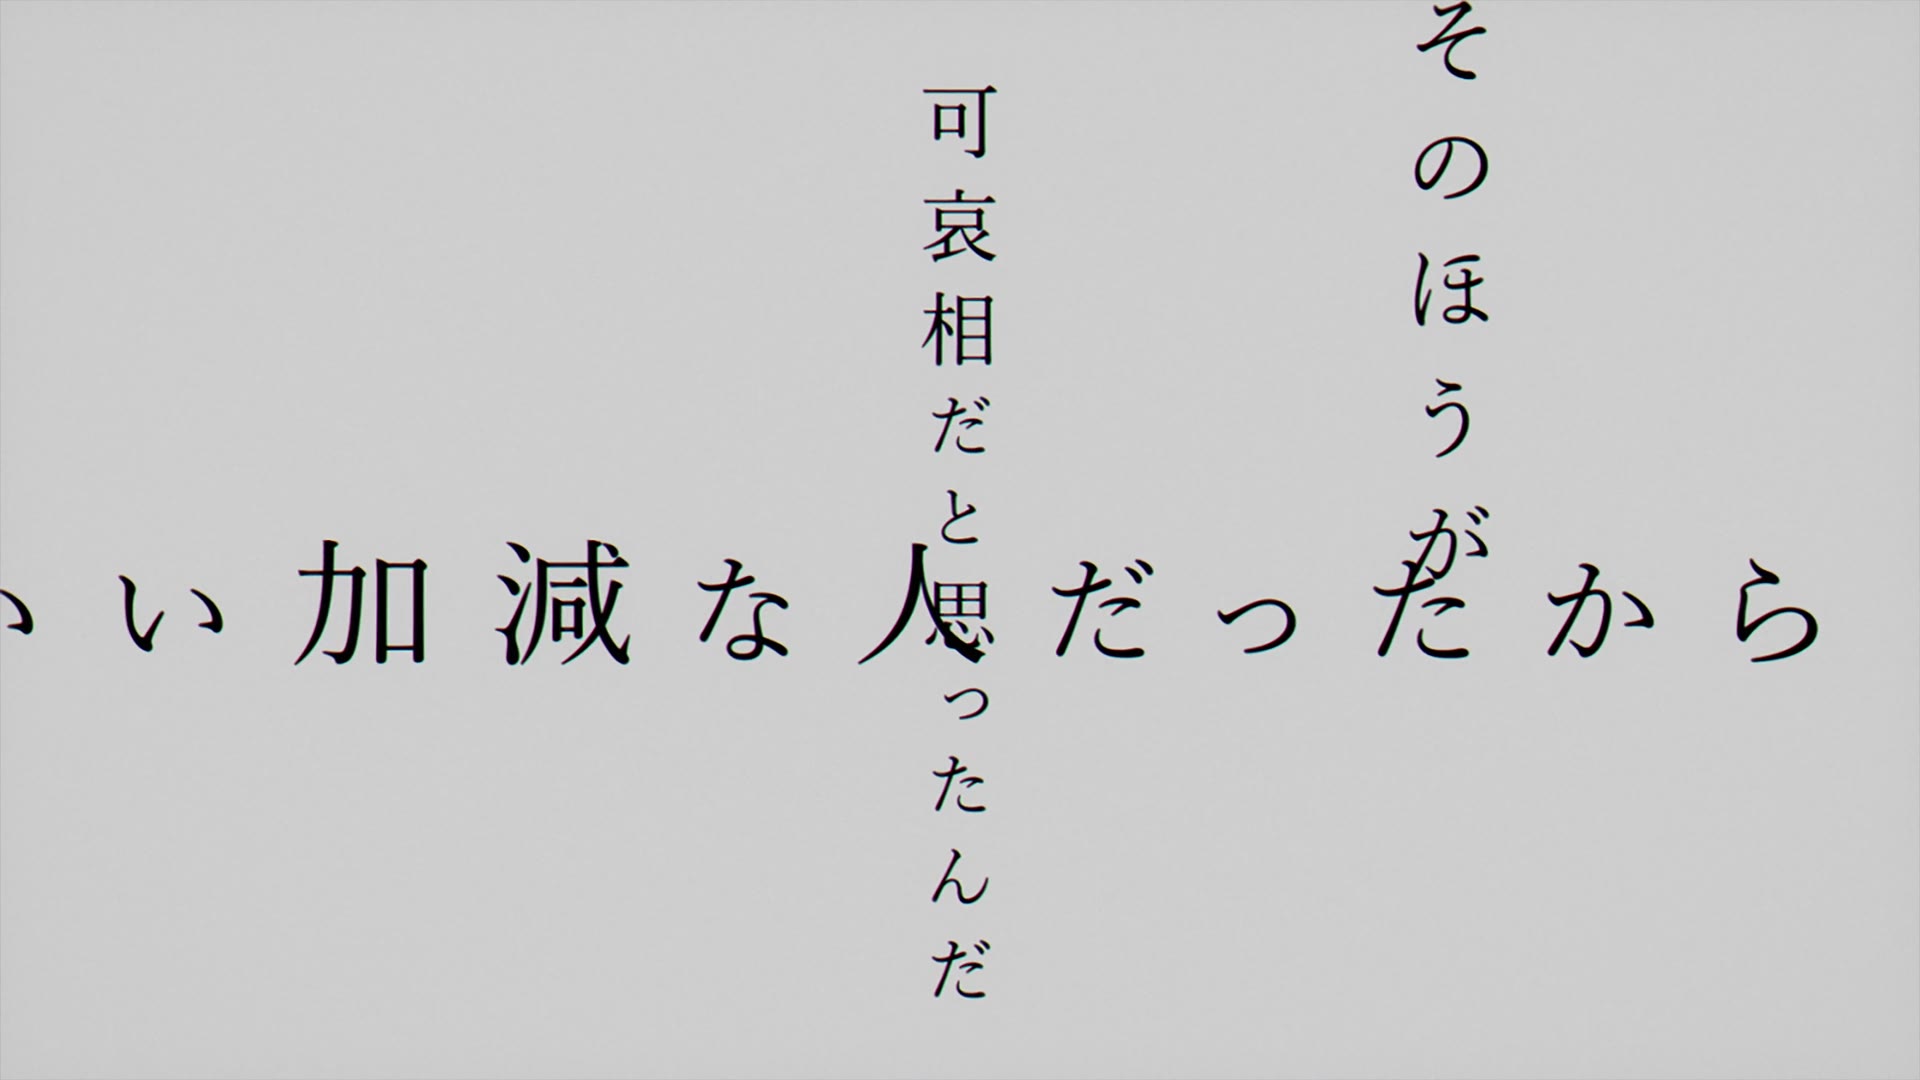 そのほうが
可哀相だと思ったんだ
いい加減な人だったから